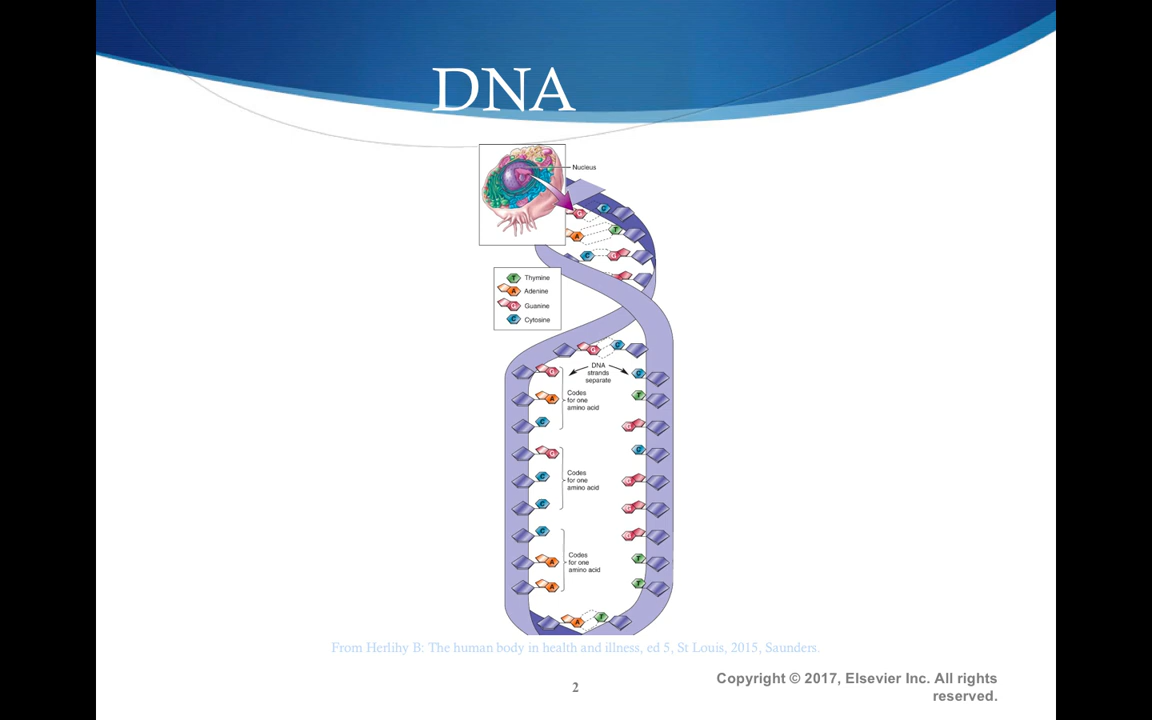 DNA
Nucleus
G C
A T
C G
G
T Thymine
A Adenine
G Guanine
C Cytosine
G C
DNA
strands
separate
G C
Codes
for one
amino acid
A T
C G
G C
Codes
for one
amino acid
C G
C G
C G
Codes
for one
amino acid
A T
A T
A T
From Herlihy B: The human body in health and illness, ed 5, St Louis, 2015, Saunders.
2
Copyright © 2017, Elsevier Inc. All rights
reserved.